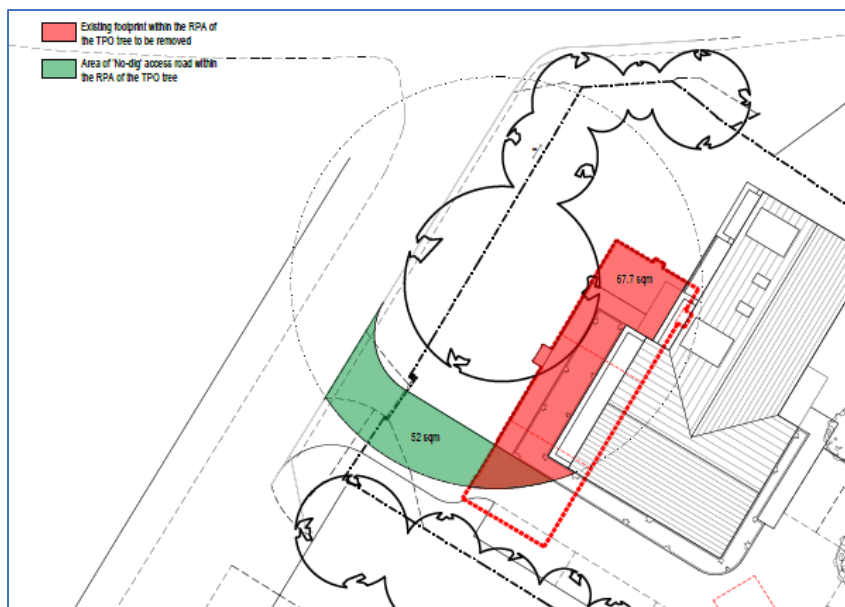 Existing footprint within the RPA of
the TPO tree to be removed
Area of 'No-dig' access road within
the RPA of the TPO tree
67.7 sqm
52 sqm